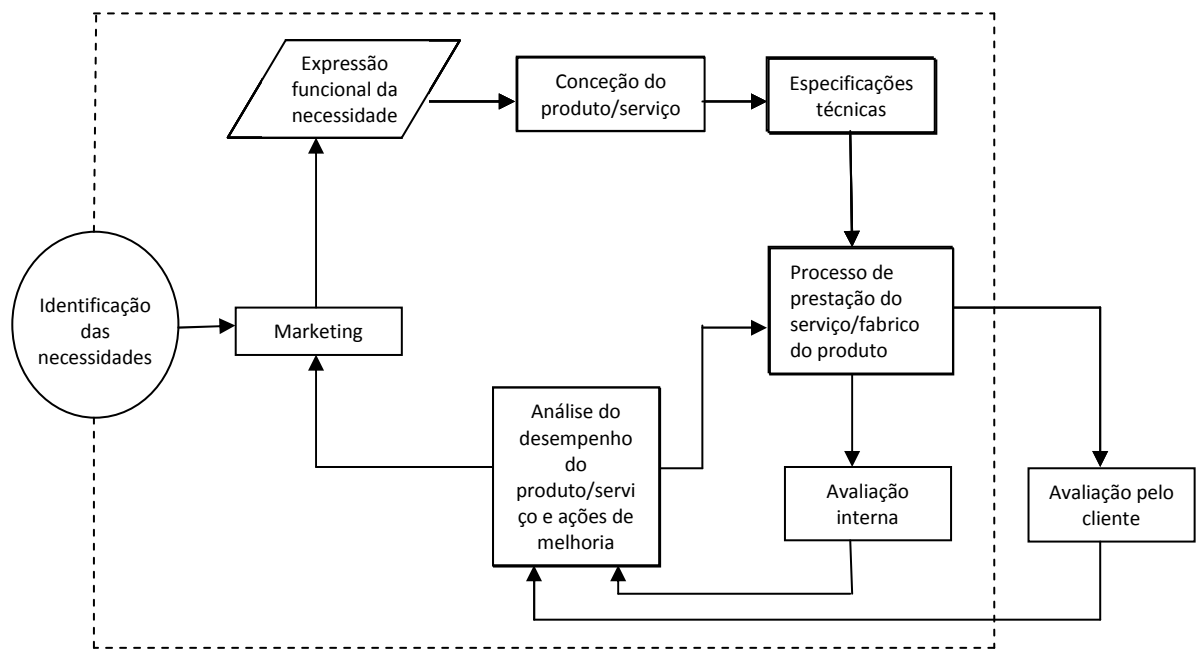 Expressão
funcional da
necessidade
Conceção do
produto/serviço
Especificações
técnicas
Identificação
das
necessidades
Marketing
Processo de
prestação do
serviço/fabrico
do produto
Análise do
desempenho
do
produto/servi
ço e ações de
melhoria
Avaliação
interna
Avaliação pelo
cliente